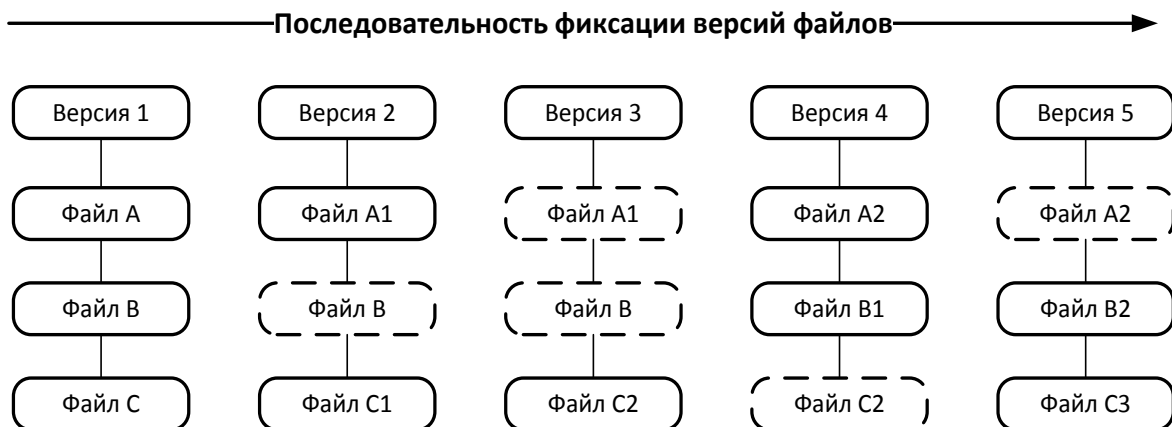 Последовательность фиксации версий файлов
Версия 1 Версия 2 Версия 3 Версия 4 Версия 5
Файл A Файл A1 Файл A1 Файл A2 Файл A2
Файл B Файл B Файл B Файл B1 Файл B2
Файл C Файл C1 Файл C2 Файл C2 Файл C3